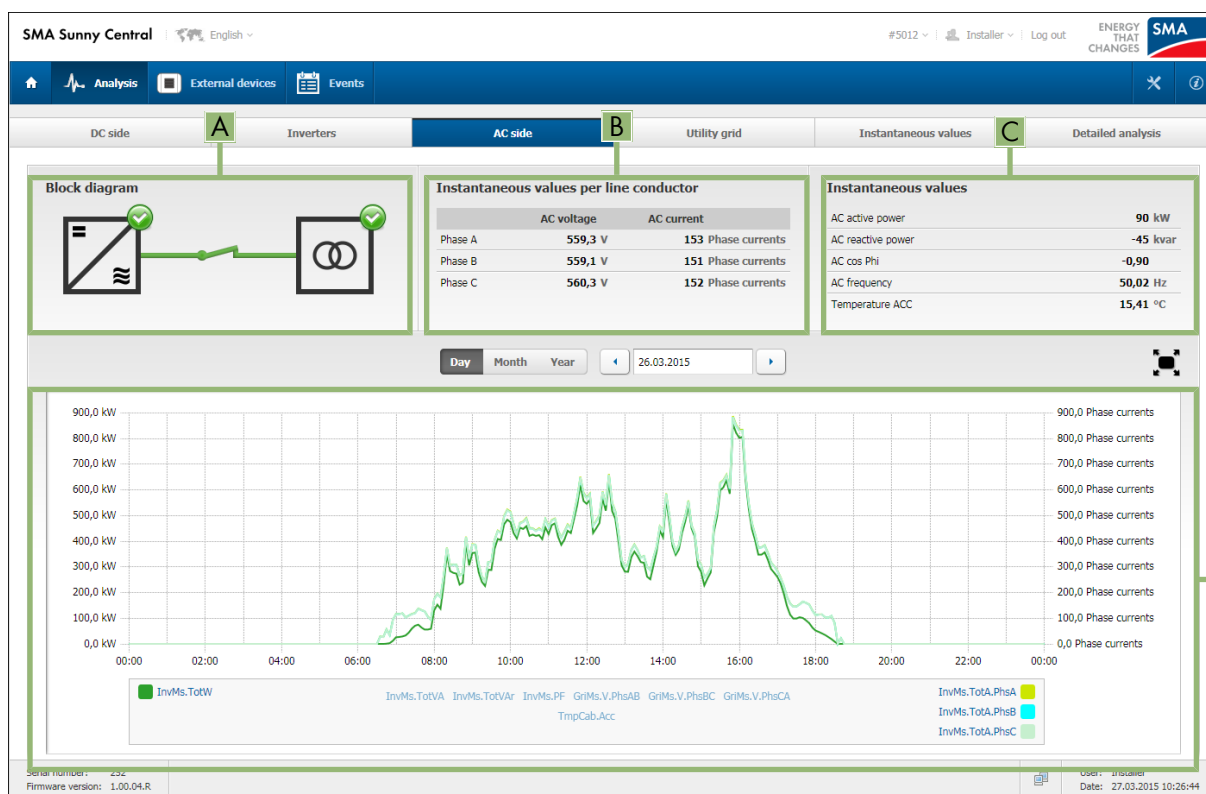 SMA Sunny Central English #5012 Installer Log out ENERGY THAT CHANGES SMA
Analysis External devices Events
DC side A Inverters AC side B Utility grid Instantaneous values C Detailed analysis
Block diagram
Instantaneous values per line conductor
AC voltage AC current
Phase A 559,3 V 153 Phase currents
Phase B 559,1 V 151 Phase currents
Phase C 560,3 V 152 Phase currents
Instantaneous values
AC active power 90 kW
AC reactive power -45 kvar
AC cos Phi -0,90
AC frequency 50,02 Hz
Temperature ACC 15,41 °C
Day Month Year 26.03.2015
900,0 kW 900,0 Phase currents
800,0 kW 800,0 Phase currents
700,0 kW 700,0 Phase currents
600,0 kW 600,0 Phase currents
500,0 kW 500,0 Phase currents
400,0 kW 400,0 Phase currents
300,0 kW 300,0 Phase currents
200,0 kW 200,0 Phase currents
100,0 kW 100,0 Phase currents
0,0 kW 0,0 Phase currents
00:00 02:00 04:00 06:00 08:00 10:00 12:00 14:00 16:00 18:00 20:00 22:00 00:00
InvMs.TotW InvMs.TotVA InvMs.TotVAr InvMs.PF GriMs.V.PhsAB GriMs.V.PhsBC GriMs.V.PhsCA InvMs.TotA.PhsA
TmpCab.Acc InvMs.TotA.PhsB
InvMs.TotA.PhsC
Serial number: 252 User: Installer
Firmware version: 1.00.04.R Date: 27.03.2015 10:26:44